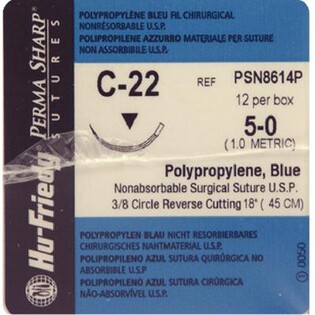 POLYPROPYLÈNE BLEU FIL CHIRURGICAL
NONRÉSORBABLE U.S.P.
POLIPROPILENE AZZURRO MATERIALE PER SUTURE
NON ASSORBIBILE U.S.P.
C-22
REF PSN8614P
12 per box
5-0
(1.0 METRIC)
Polypropylene, Blue
Nonabsorbable Surgical Suture U.S.P.
3/8 Circle Reverse Cutting 18" ( 45 CM)
POLYPROPYLEN BLAU NICHT RESORBIERBARES
CHIRURGISCHES NAHTMATERIAL U.S.P.
POLIPROPILENO AZUL SUTURA QUIRÚRGICA NO
ABSORBIBLE U.S.P
POLIPROPILENO AZUL SUTURA CIRÚRGICA
NÃO-ABSORVÍVEL U.S.P.
0050
Hu-Friedy PERMA SHARP®
SUTURES